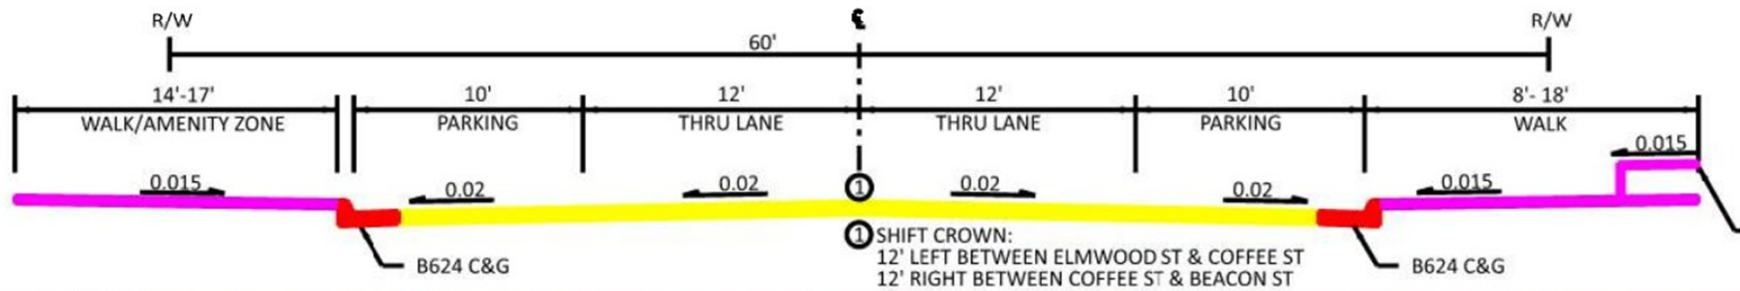 R/W
℄
R/W
60'
14'-17'
10'
12'
12'
10'
8'- 18'
WALK/AMENITY ZONE
PARKING
THRU LANE
THRU LANE
PARKING
WALK
0.015
0.015
0.02
0.02
0.02
0.02
0.015
1
1 SHIFT CROWN:
12' LEFT BETWEEN ELMWOOD ST & COFFEE ST
12' RIGHT BETWEEN COFFEE ST & BEACON ST
B624 C&G
B624 C&G